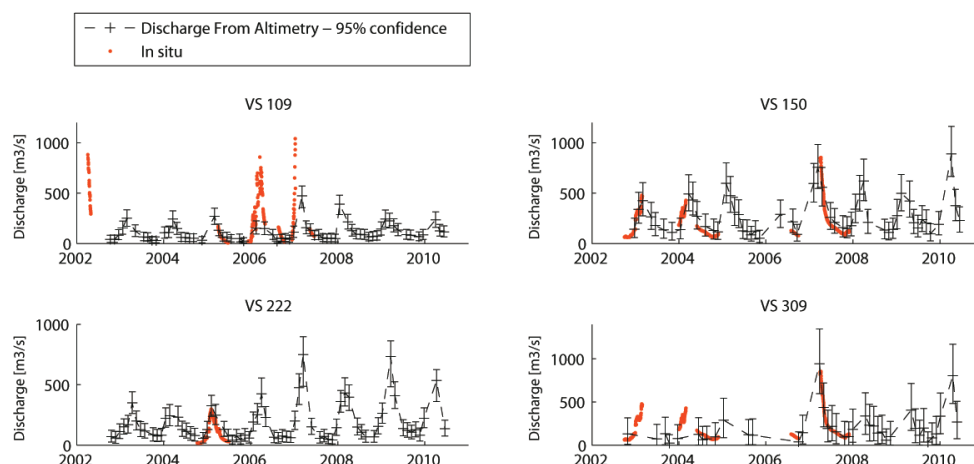 Discharge From Altimetry – 95% confidence
In situ
VS 109
Discharge [m3/s]
1000
500
0
2002 2004 2006 2008 2010
VS 150
Discharge [m3/s]
1000
500
0
2002 2004 2006 2008 2010
VS 222
Discharge [m3/s]
1000
500
0
2002 2004 2006 2008 2010
VS 309
Discharge [m3/s]
1000
500
0
2002 2004 2006 2008 2010